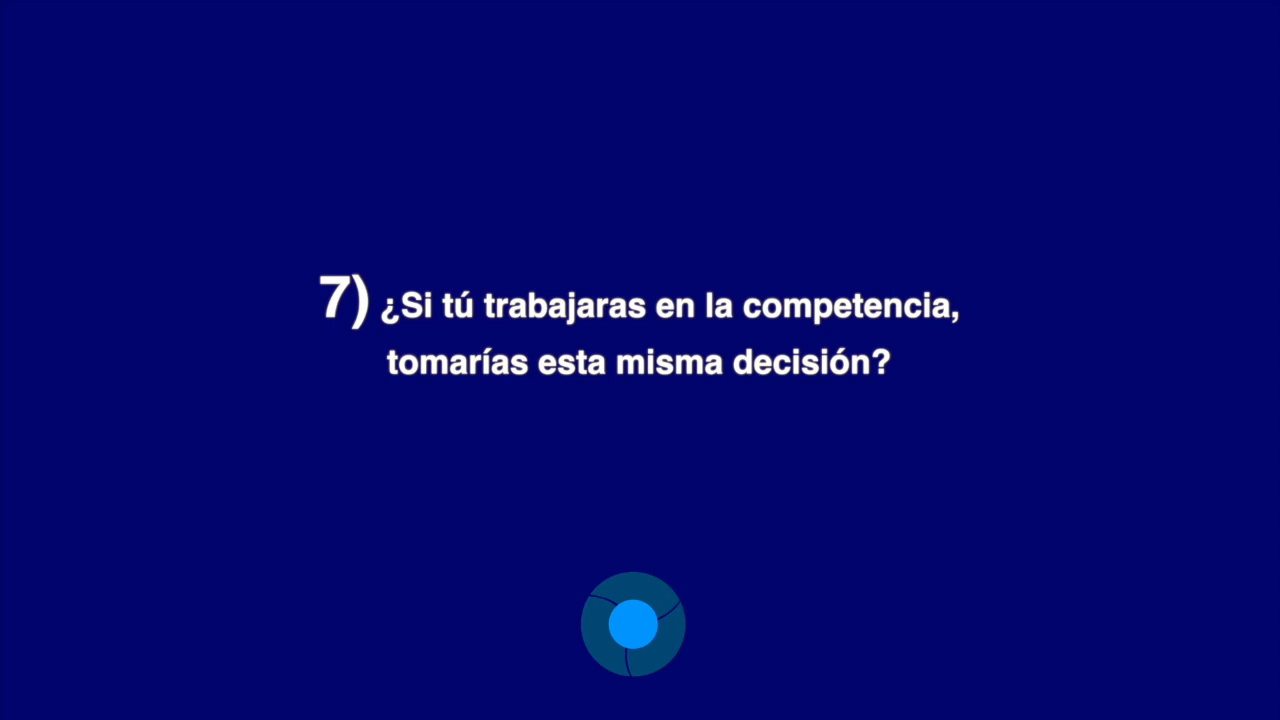 7) ¿Si tú trabajaras en la competencia,
tomarías esta misma decisión?